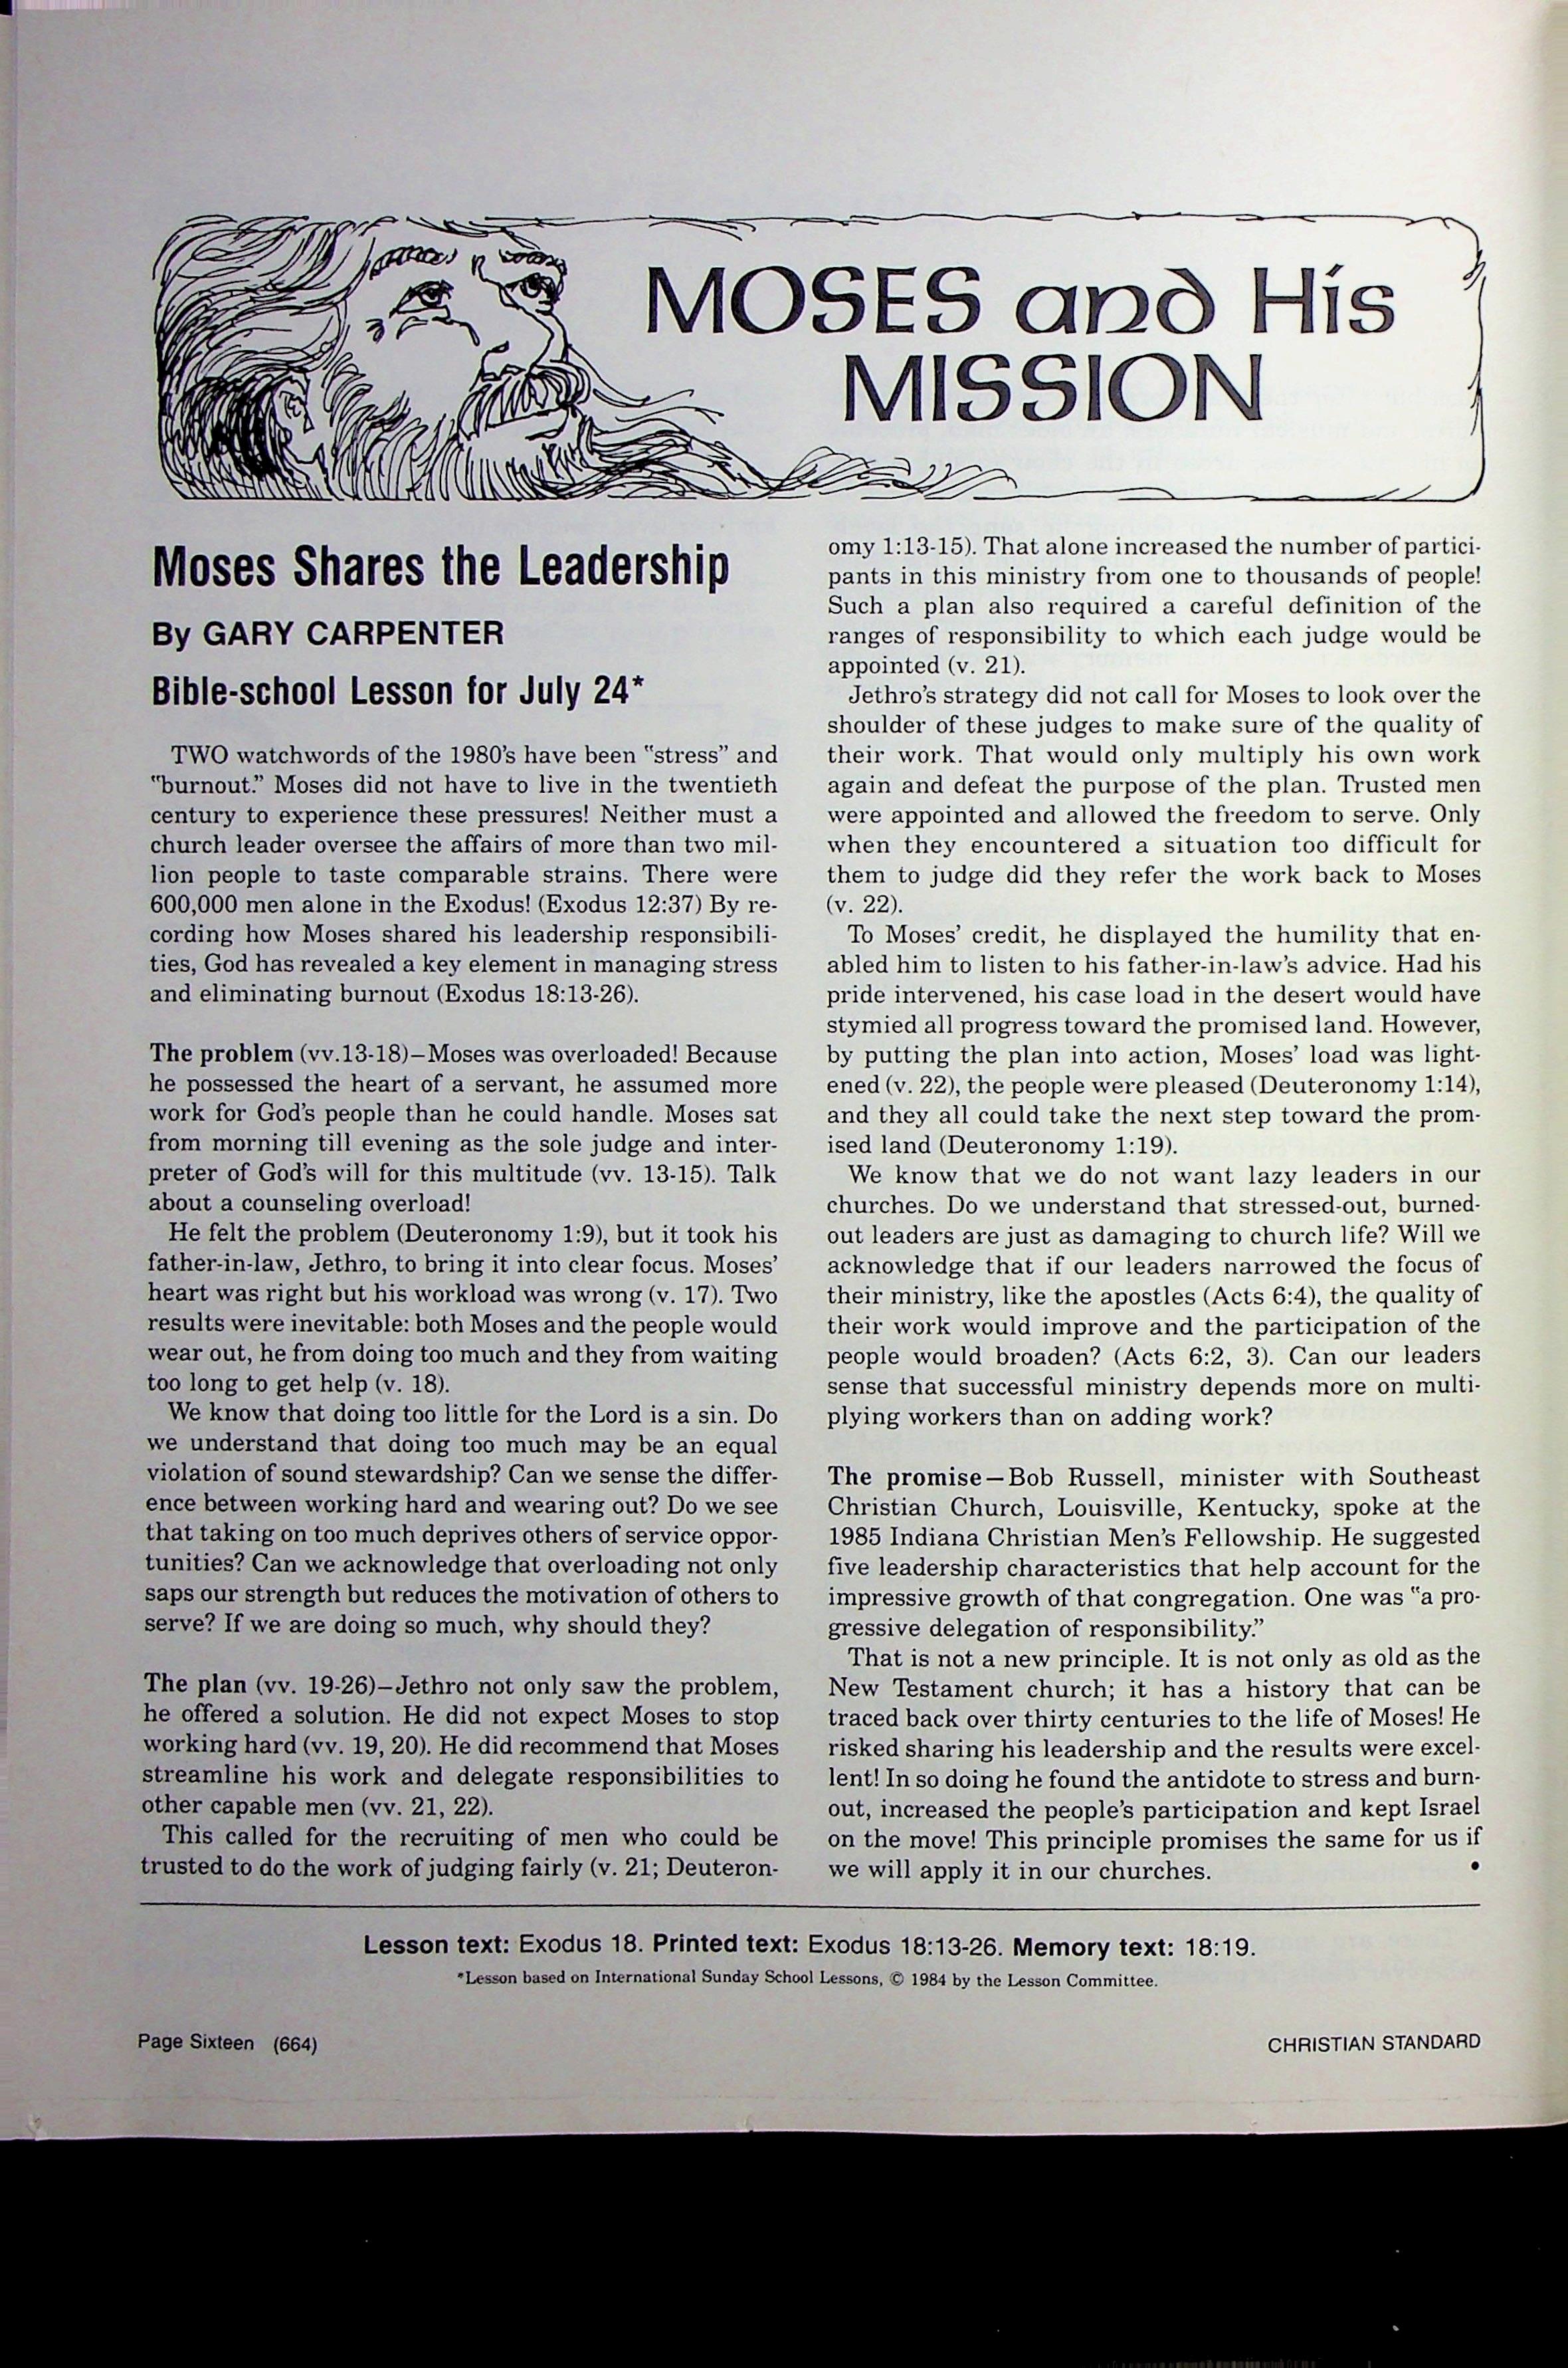 MOSES and His
MISSION
Moses Shares the Leadership
By GARY CARPENTER
Bible-school Lesson for July 24*
TWO watchwords of the 1980's have been "stress" and
"burnout." Moses did not have to live in the twentieth
century to experience these pressures! Neither must a
church leader oversee the affairs of more than two mil-
lion people to taste comparable strains. There were
600,000 men alone in the Exodus! (Exodus 12:37) By re-
cording how Moses shared his leadership responsibili-
ties, God has revealed a key element in managing stress
and eliminating burnout (Exodus 18:13-26).
The problem (vv.13-18)–Moses was overloaded! Because
he possessed the heart of a servant, he assumed more
work for God's people than he could handle. Moses sat
from morning till evening as the sole judge and inter-
preter of God's will for this multitude (vv. 13-15). Talk
about a counseling overload!
He felt the problem (Deuteronomy 1:9), but it took his
father-in-law, Jethro, to bring it into clear focus. Moses'
heart was right but his workload was wrong (v. 17). Two
results were inevitable: both Moses and the people would
wear out, he from doing too much and they from waiting
too long to get help (v. 18).
We know that doing too little for the Lord is a sin. Do
we understand that doing too much may be an equal
violation of sound stewardship? Can we sense the differ-
ence between working hard and wearing out? Do we see
that taking on too much deprives others of service oppor-
tunities? Can we acknowledge that overloading not only
saps our strength but reduces the motivation of others to
serve? If we are doing so much, why should they?
The plan (vv. 19-26)–Jethro not only saw the problem,
he offered a solution. He did not expect Moses to stop
working hard (vv. 19, 20). He did recommend that Moses
streamline his work and delegate responsibilities to
other capable men (vv. 21, 22).
This called for the recruiting of men who could be
trusted to do the work of judging fairly (v. 21; Deuteron-
omy 1:13-15). That alone increased the number of partici-
pants in this ministry from one to thousands of people!
Such a plan also required a careful definition of the
ranges of responsibility to which each judge would be
appointed (v. 21).
Jethro's strategy did not call for Moses to look over the
shoulder of these judges to make sure of the quality of
their work. That would only multiply his own work
again and defeat the purpose of the plan. Trusted men
were appointed and allowed the freedom to serve. Only
when they encountered a situation too difficult for
them to judge did they refer the work back to Moses
(v. 22).
To Moses' credit, he displayed the humility that en-
abled him to listen to his father-in-law's advice. Had his
pride intervened, his case load in the desert would have
stymied all progress toward the promised land. However,
by putting the plan into action, Moses' load was light-
ened (v. 22), the people were pleased (Deuteronomy 1:14),
and they all could take the next step toward the prom-
ised land (Deuteronomy 1:19).
We know that we do not want lazy leaders in our
churches. Do we understand that stressed-out, burned-
out leaders are just as damaging to church life? Will we
acknowledge that if our leaders narrowed the focus of
their ministry, like the apostles (Acts 6:4), the quality of
their work would improve and the participation of the
people would broaden? (Acts 6:2, 3). Can our leaders
sense that successful ministry depends more on multi-
plying workers than on adding work?
The promise–Bob Russell, minister with Southeast
Christian Church, Louisville, Kentucky, spoke at the
1985 Indiana Christian Men's Fellowship. He suggested
five leadership characteristics that help account for the
impressive growth of that congregation. One was "a pro-
gressive delegation of responsibility."
That is not a new principle. It is not only as old as the
New Testament church; it has a history that can be
traced back over thirty centuries to the life of Moses! He
risked sharing his leadership and the results were excel-
lent! In so doing he found the antidote to stress and burn-
out, increased the people's participation and kept Israel
on the move! This principle promises the same for us if
we will apply it in our churches. •
Lesson text: Exodus 18. Printed text: Exodus 18:13-26. Memory text: 18:19.
*Lesson based on International Sunday School Lessons, © 1984 by the Lesson Committee.
Page Sixteen (664)
CHRISTIAN STANDARD